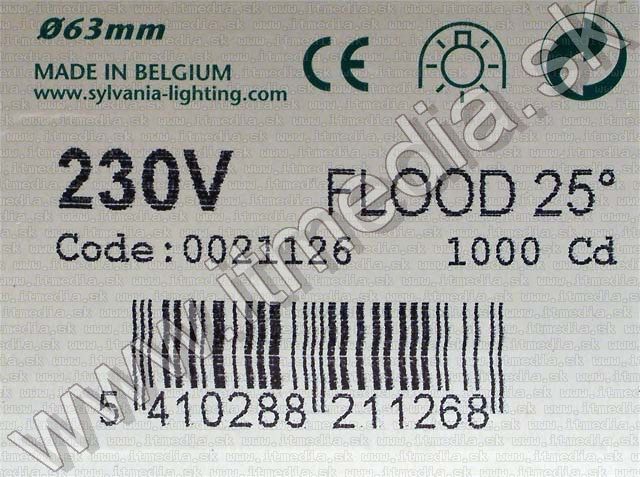 Ø63mm
MADE IN BELGIUM
www.sylvania-lighting.com
CE
230V FLOOD 25°
Code:0021126 1000 Cd
5 410288 211268
www.itmedia.sk